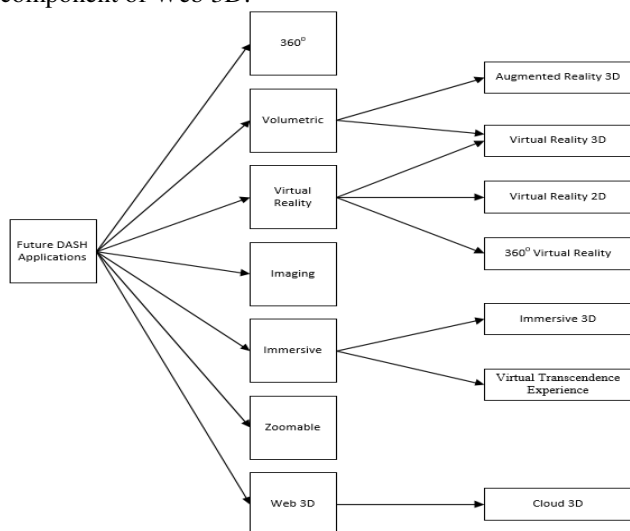 component of Web 3D.
360°
Augmented Reality 3D
Volumetric
Virtual Reality 3D
Virtual
Reality
Virtual Reality 2D
Future DASH
Applications
360° Virtual Reality
Imaging
Immersive 3D
Immersive
Virtual Transcendence
Experience
Zoomable
Web 3D
Cloud 3D